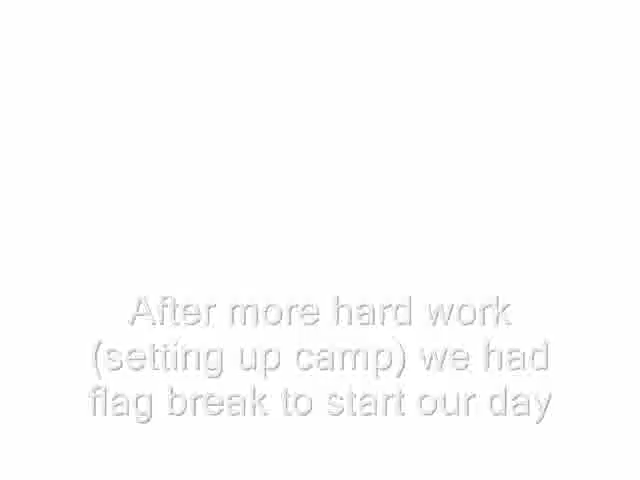 After more hard work
(setting up camp) we had
flag break to start our day